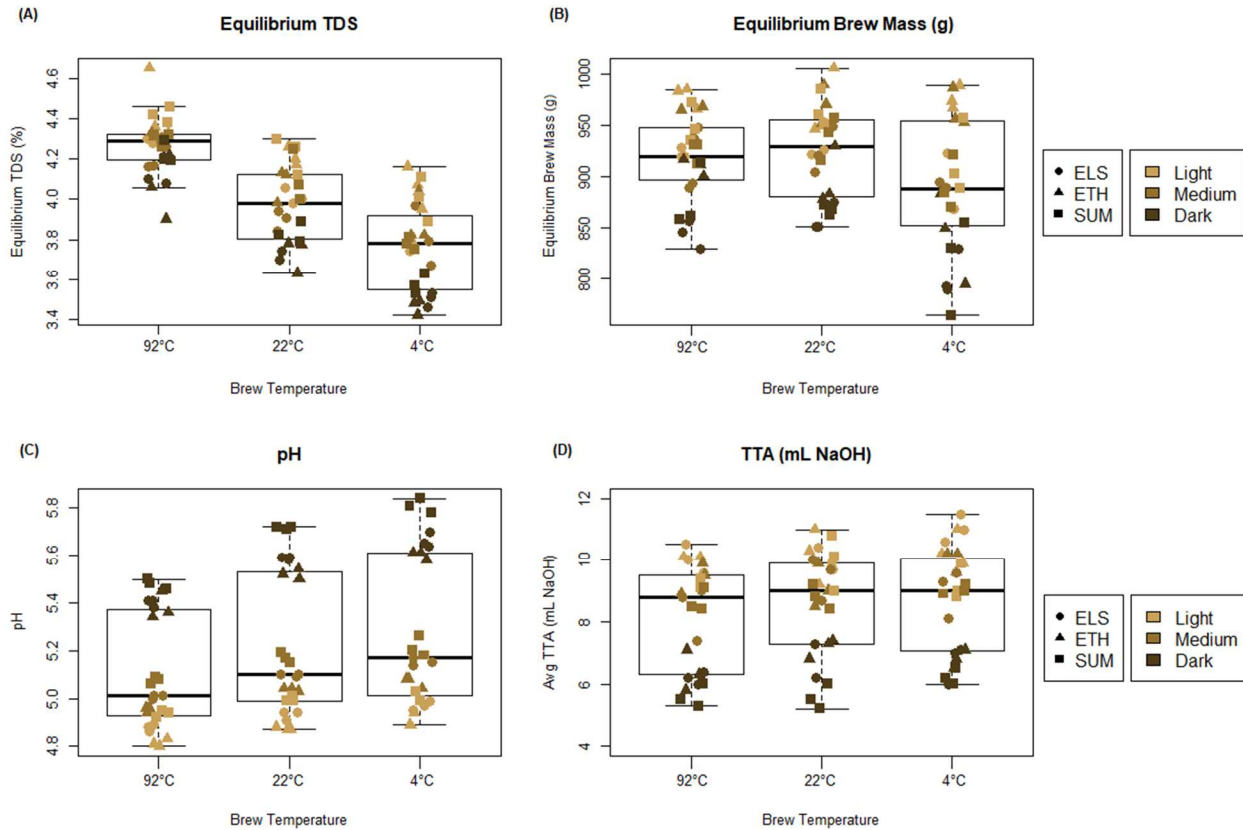 (A)
Equilibrium TDS
Equilibrium TDS (%)
4.6
4.4
4.2
4.0
3.8
3.6
3.4
92°C
22°C
4°C
Brew Temperature
(B)
Equilibrium Brew Mass (g)
Equilibrium Brew Mass (g)
1000
950
900
850
800
92°C
22°C
4°C
Brew Temperature
ELS
ETH
SUM
Light
Medium
Dark
(C)
pH
pH
5.8
5.6
5.4
5.2
5.0
4.8
92°C
22°C
4°C
Brew Temperature
(D)
TTA (mL NaOH)
Avg TTA (mL NaOH)
12
10
8
6
4
92°C
22°C
4°C
Brew Temperature
ELS
ETH
SUM
Light
Medium
Dark